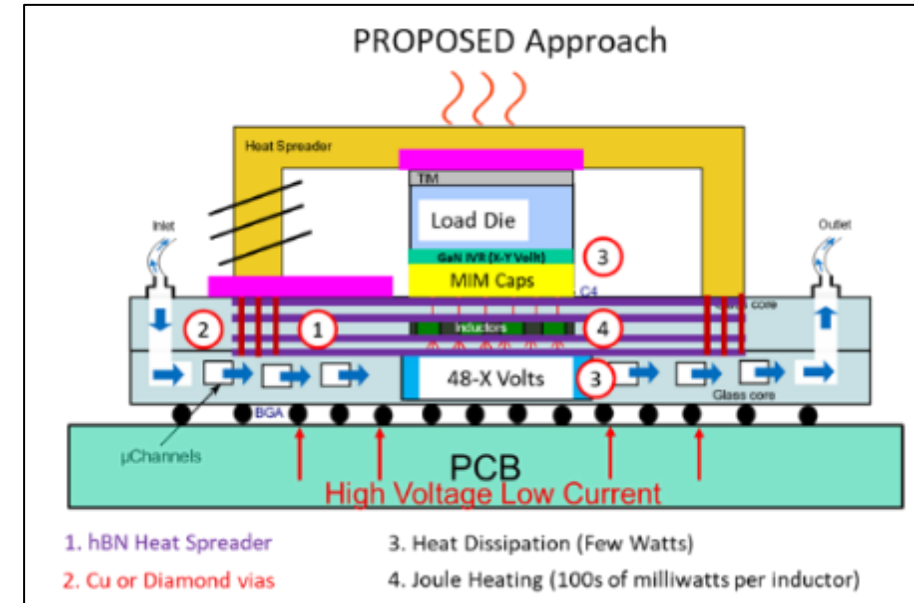 PROPOSED Approach
Heat Spreader
TIM
Load Die
Inlet
Outlet
GaN IVR (X-Y Vollt)
3
MIM Caps
C4
Glass core
2
1
Inductors
4
48-X Volts
3
Glass core
BGA
µChannels
PCB
High Voltage Low Current
1. hBN Heat Spreader
3. Heat Dissipation (Few Watts)
2. Cu or Diamond vias
4. Joule Heating (100s of milliwatts per inductor)